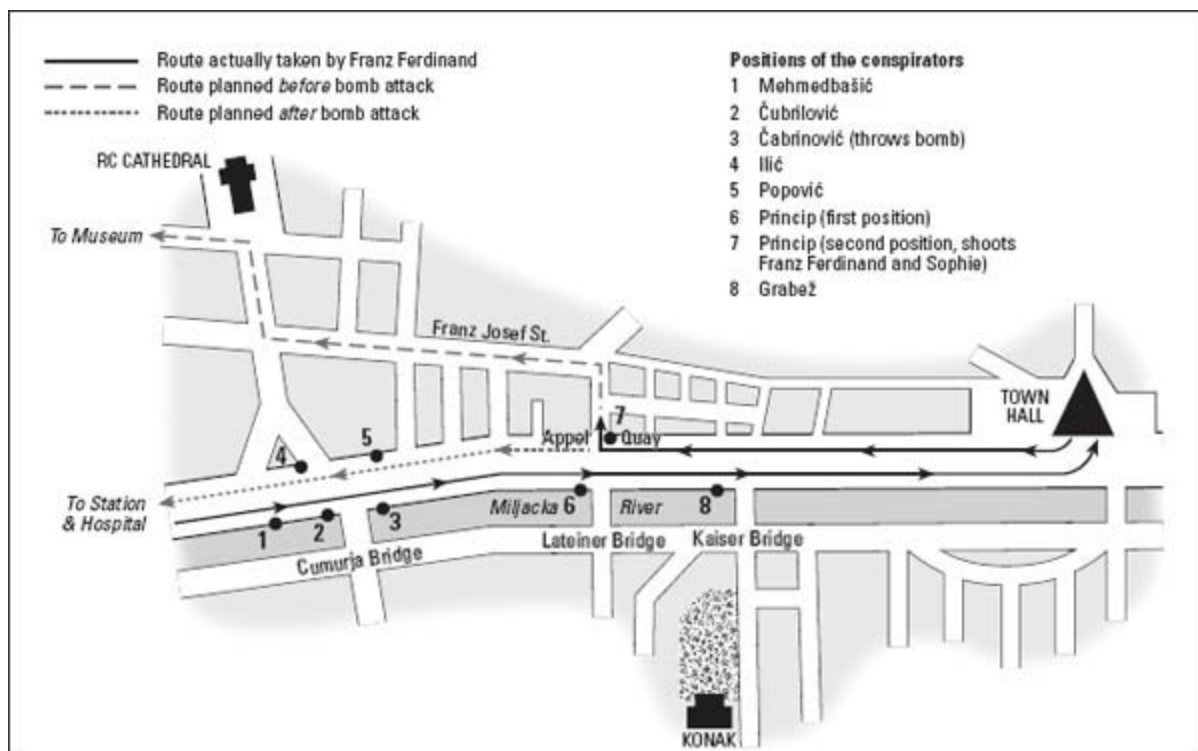 Route actually taken by Franz Ferdinand
Route planned before bomb attack
Route planned after bomb attack
Positions of the conspirators
1 Mehmedbašić
2 Čubrilović
3 Čabrinović (throws bomb)
4 Ilić
5 Popović
6 Princip (first position)
7 Princip (second position, shoots
Franz Ferdinand and Sophie)
8 Grabež
RC CATHEDRAL
To Museum
Franz Josef St.
TOWN
HALL
7
Appel Quay
5
4
To Station
& Hospital
1
2
3
Miljacka
6
River
8
Cumurja Bridge
Lateiner Bridge
Kaiser Bridge
KONAK